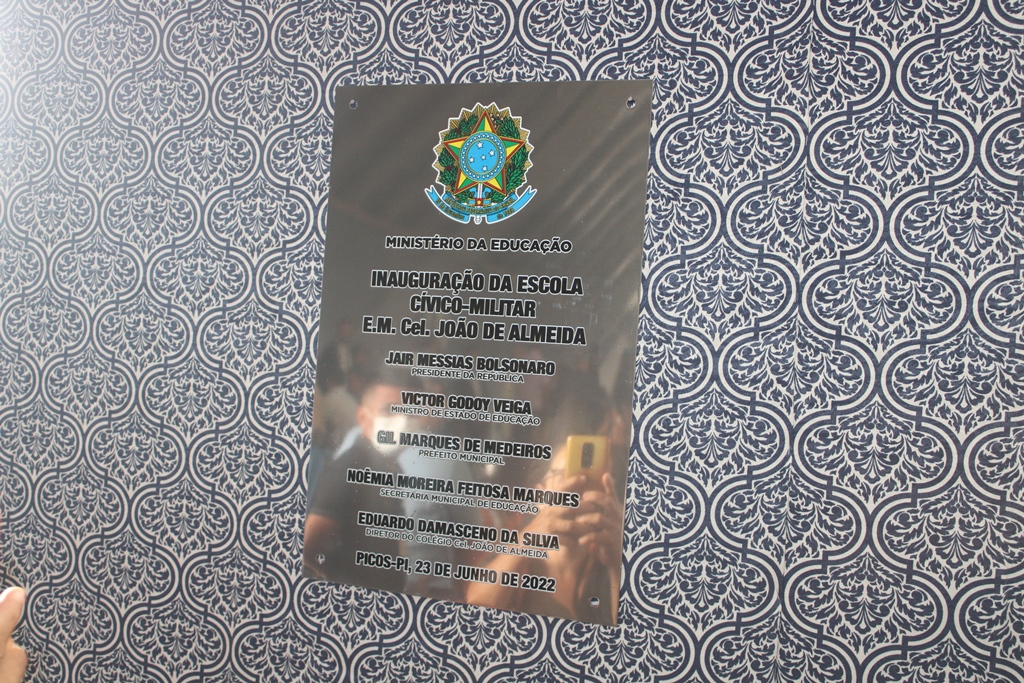 MINISTÉRIO DA EDUCAÇÃO
INAUGURAÇÃO DA ESCOLA
CÍVICO-MILITAR
E.M. Cel. JOÃO DE ALMEIDA
JAIR MESSIAS BOLSONARO
PRESIDENTE DA REPÚBLICA
VICTOR GODOY VEIGA
MINISTRO DE ESTADO DE EDUCAÇÃO
GIL MARQUES DE MEDEIROS
PREFEITO MUNICIPAL
NOÊMIA MOREIRA FEITOSA MARQUES
SECRETÁRIA MUNICIPAL DE EDUCAÇÃO
EDUARDO DAMASCENO DA SILVA
DIRETOR DO COLÉGIO Cel. JOÃO DE ALMEIDA
PICOS-PI, 23 DE JUNHO DE 2022